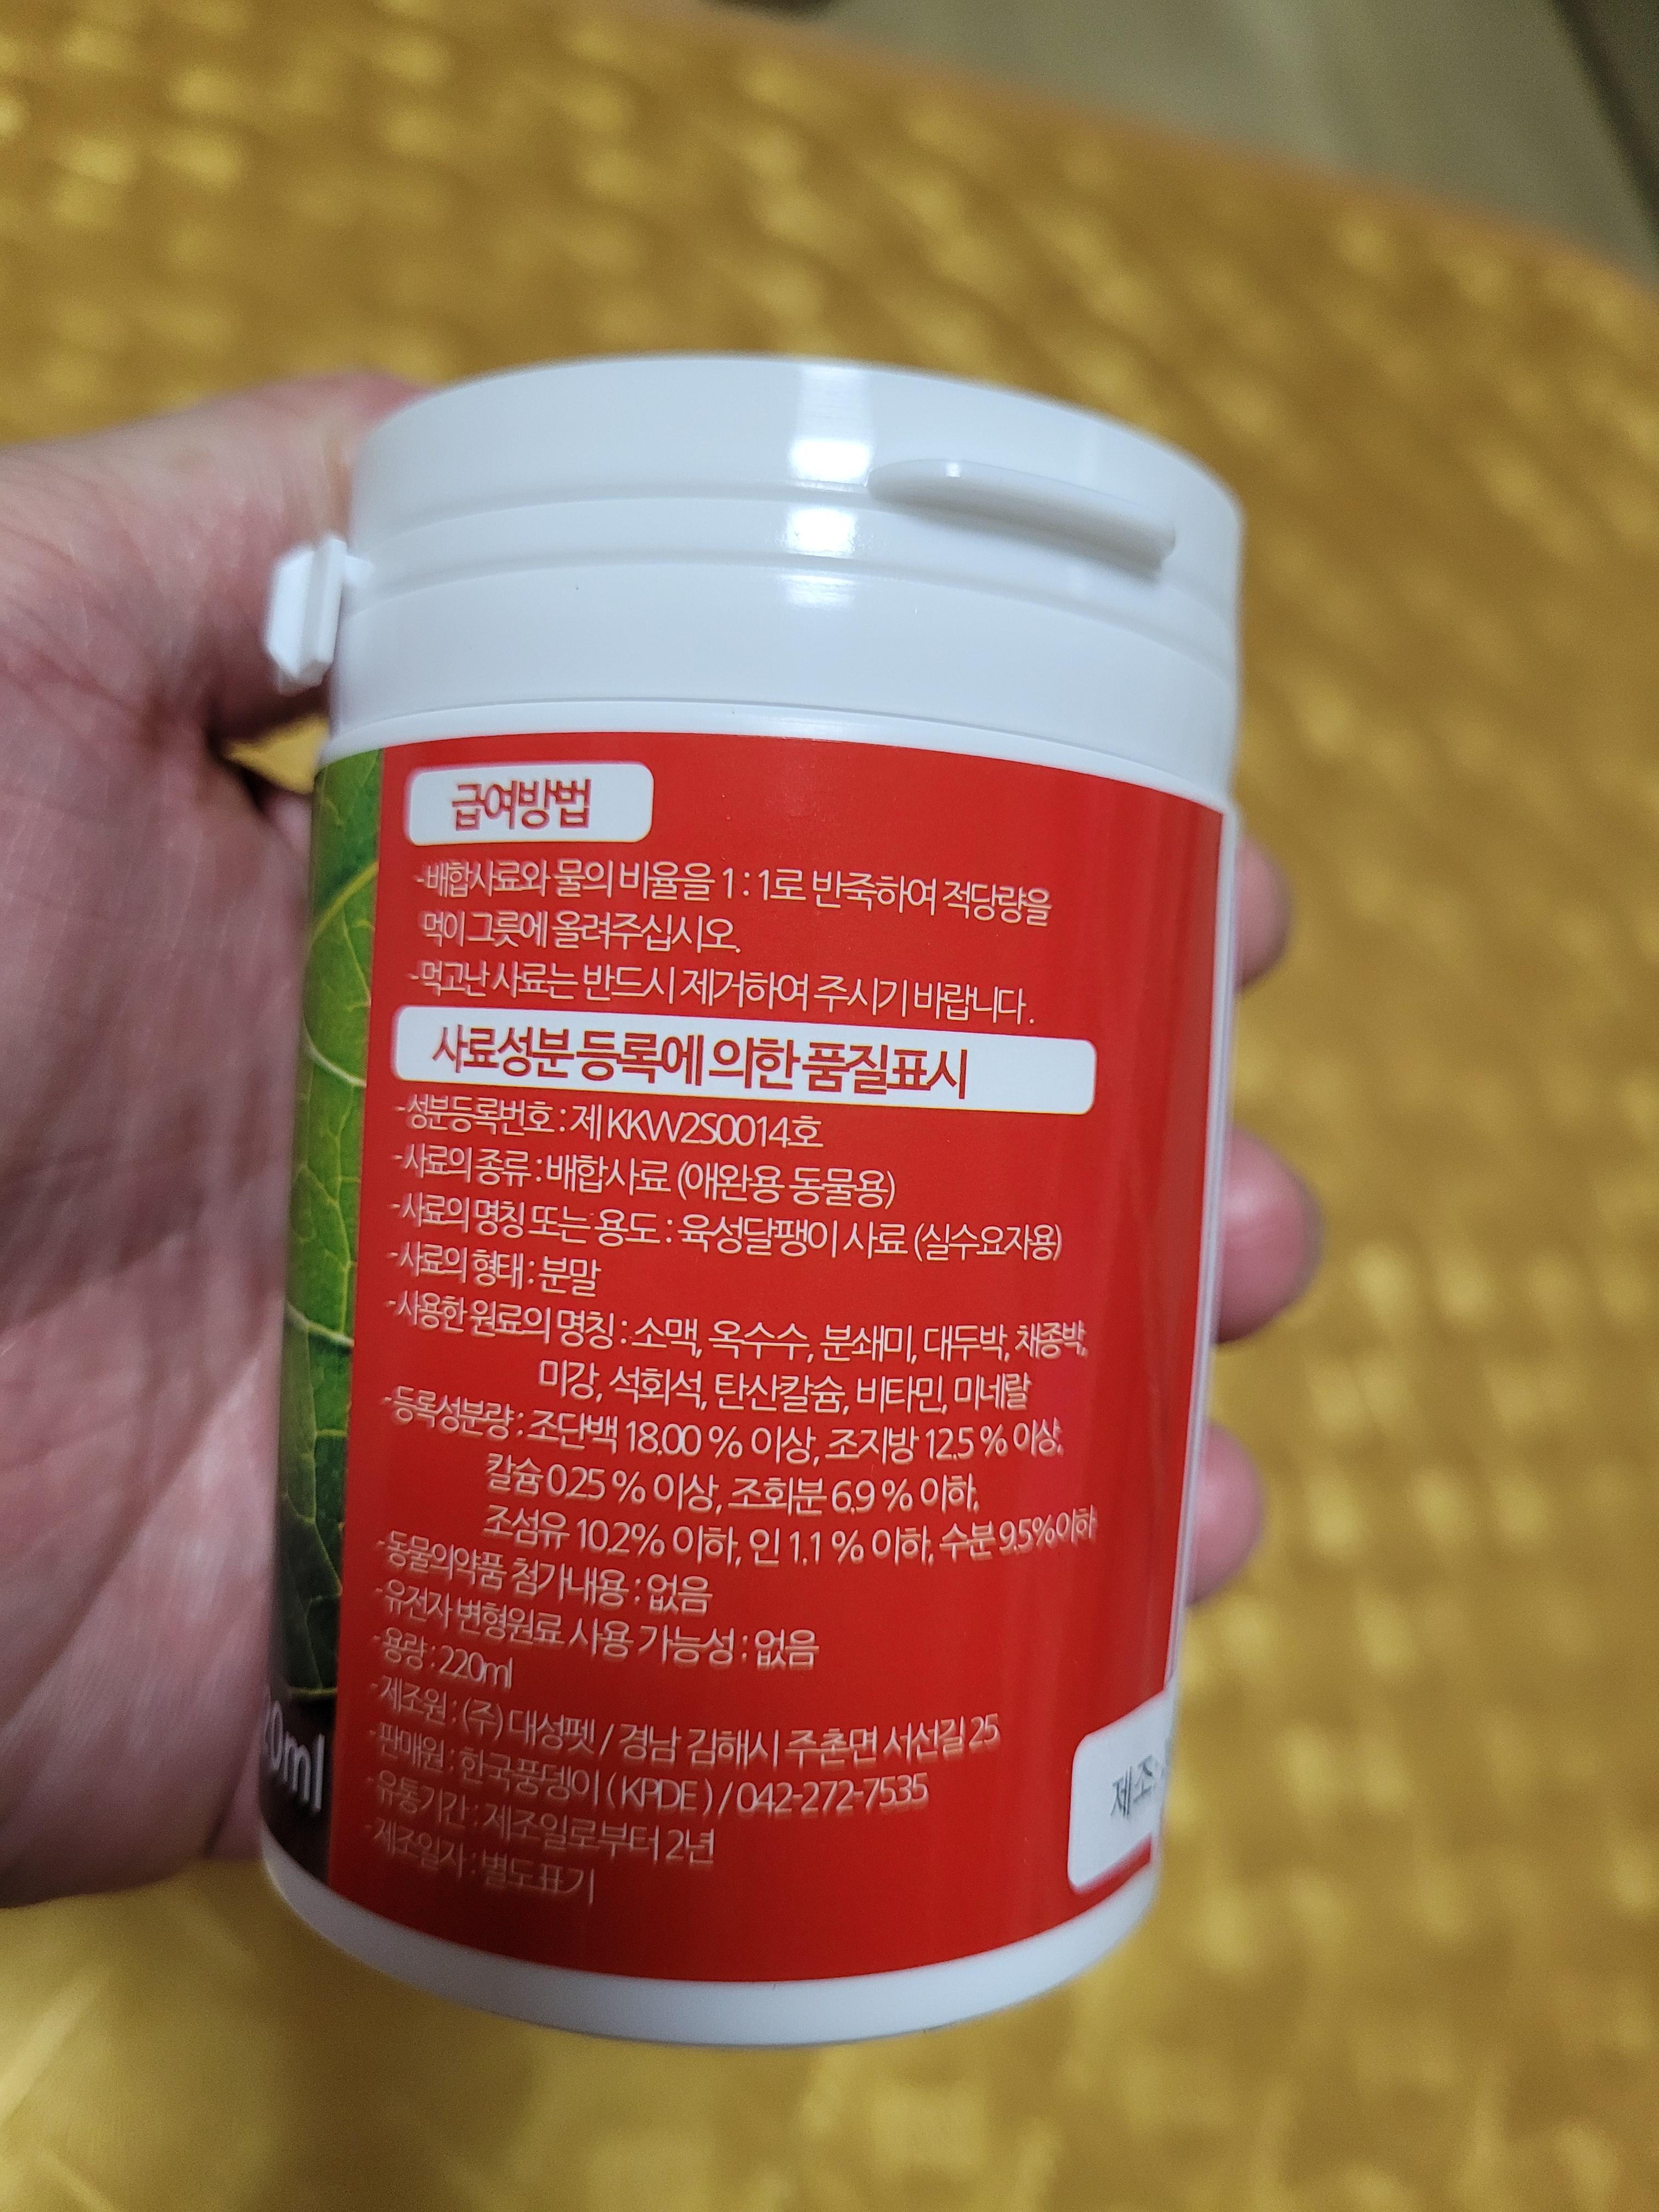 급여방법
-배합사료와 물의 비율을 1 : 1로 반죽하여 적당량을
먹이 그릇에 올려주십시오.
-먹고난 사료는 반드시 제거하여 주시기 바랍니다.
사료성분 등록에 의한 품질표시
-성분등록번호 : 제 KKW2S0014호
-사료의 종류 : 배합사료 (애완용 동물용)
-사료의 명칭 또는 용도 : 육성달팽이 사료 (실수요자용)
-사료의 형태 : 분말
-사용한 원료의 명칭 : 소맥, 옥수수, 분쇄미, 대두박, 채종박,
미강, 석회석, 탄산칼슘, 비타민, 미네랄
-등록성분량 : 조단백 18.00 % 이상, 조지방 12.5 % 이상,
칼슘 0.25 % 이상, 조회분 6.9 % 이하,
조섬유 10.2% 이하, 인 1.1 % 이하, 수분 9.5% 이하
-동물의약품 첨가내용 : 없음
-유전자 변형원료 사용 가능성 : 없음
-용량 : 220ml
-제조원 : (주) 대성펫 / 경남 김해시 주촌면 서선길 25
-판매원 : 한국풍뎅이 ( KPDE ) / 042-272-7535
-유통기간 : 제조일로부터 2년
-제조일자 : 별도표기
20ml
제조